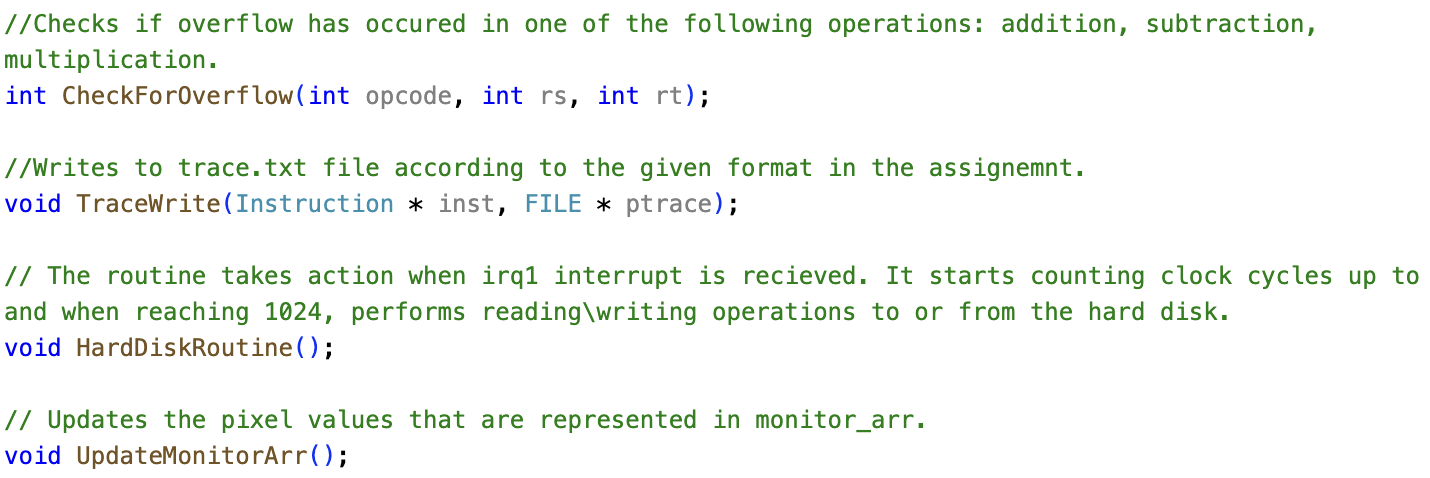 //Checks if overflow has occured in one of the following operations: addition, subtraction,
multiplication.
int CheckForOverflow(int opcode, int rs, int rt);
//Writes to trace.txt file according to the given format in the assignemnt.
void TraceWrite(Instruction * inst, FILE * ptrace);
// The routine takes action when irq1 interrupt is recieved. It starts counting clock cycles up to
and when reaching 1024, performs reading\writing operations to or from the hard disk.
void HardDiskRoutine();
// Updates the pixel values that are represented in monitor_arr.
void UpdateMonitorArr();